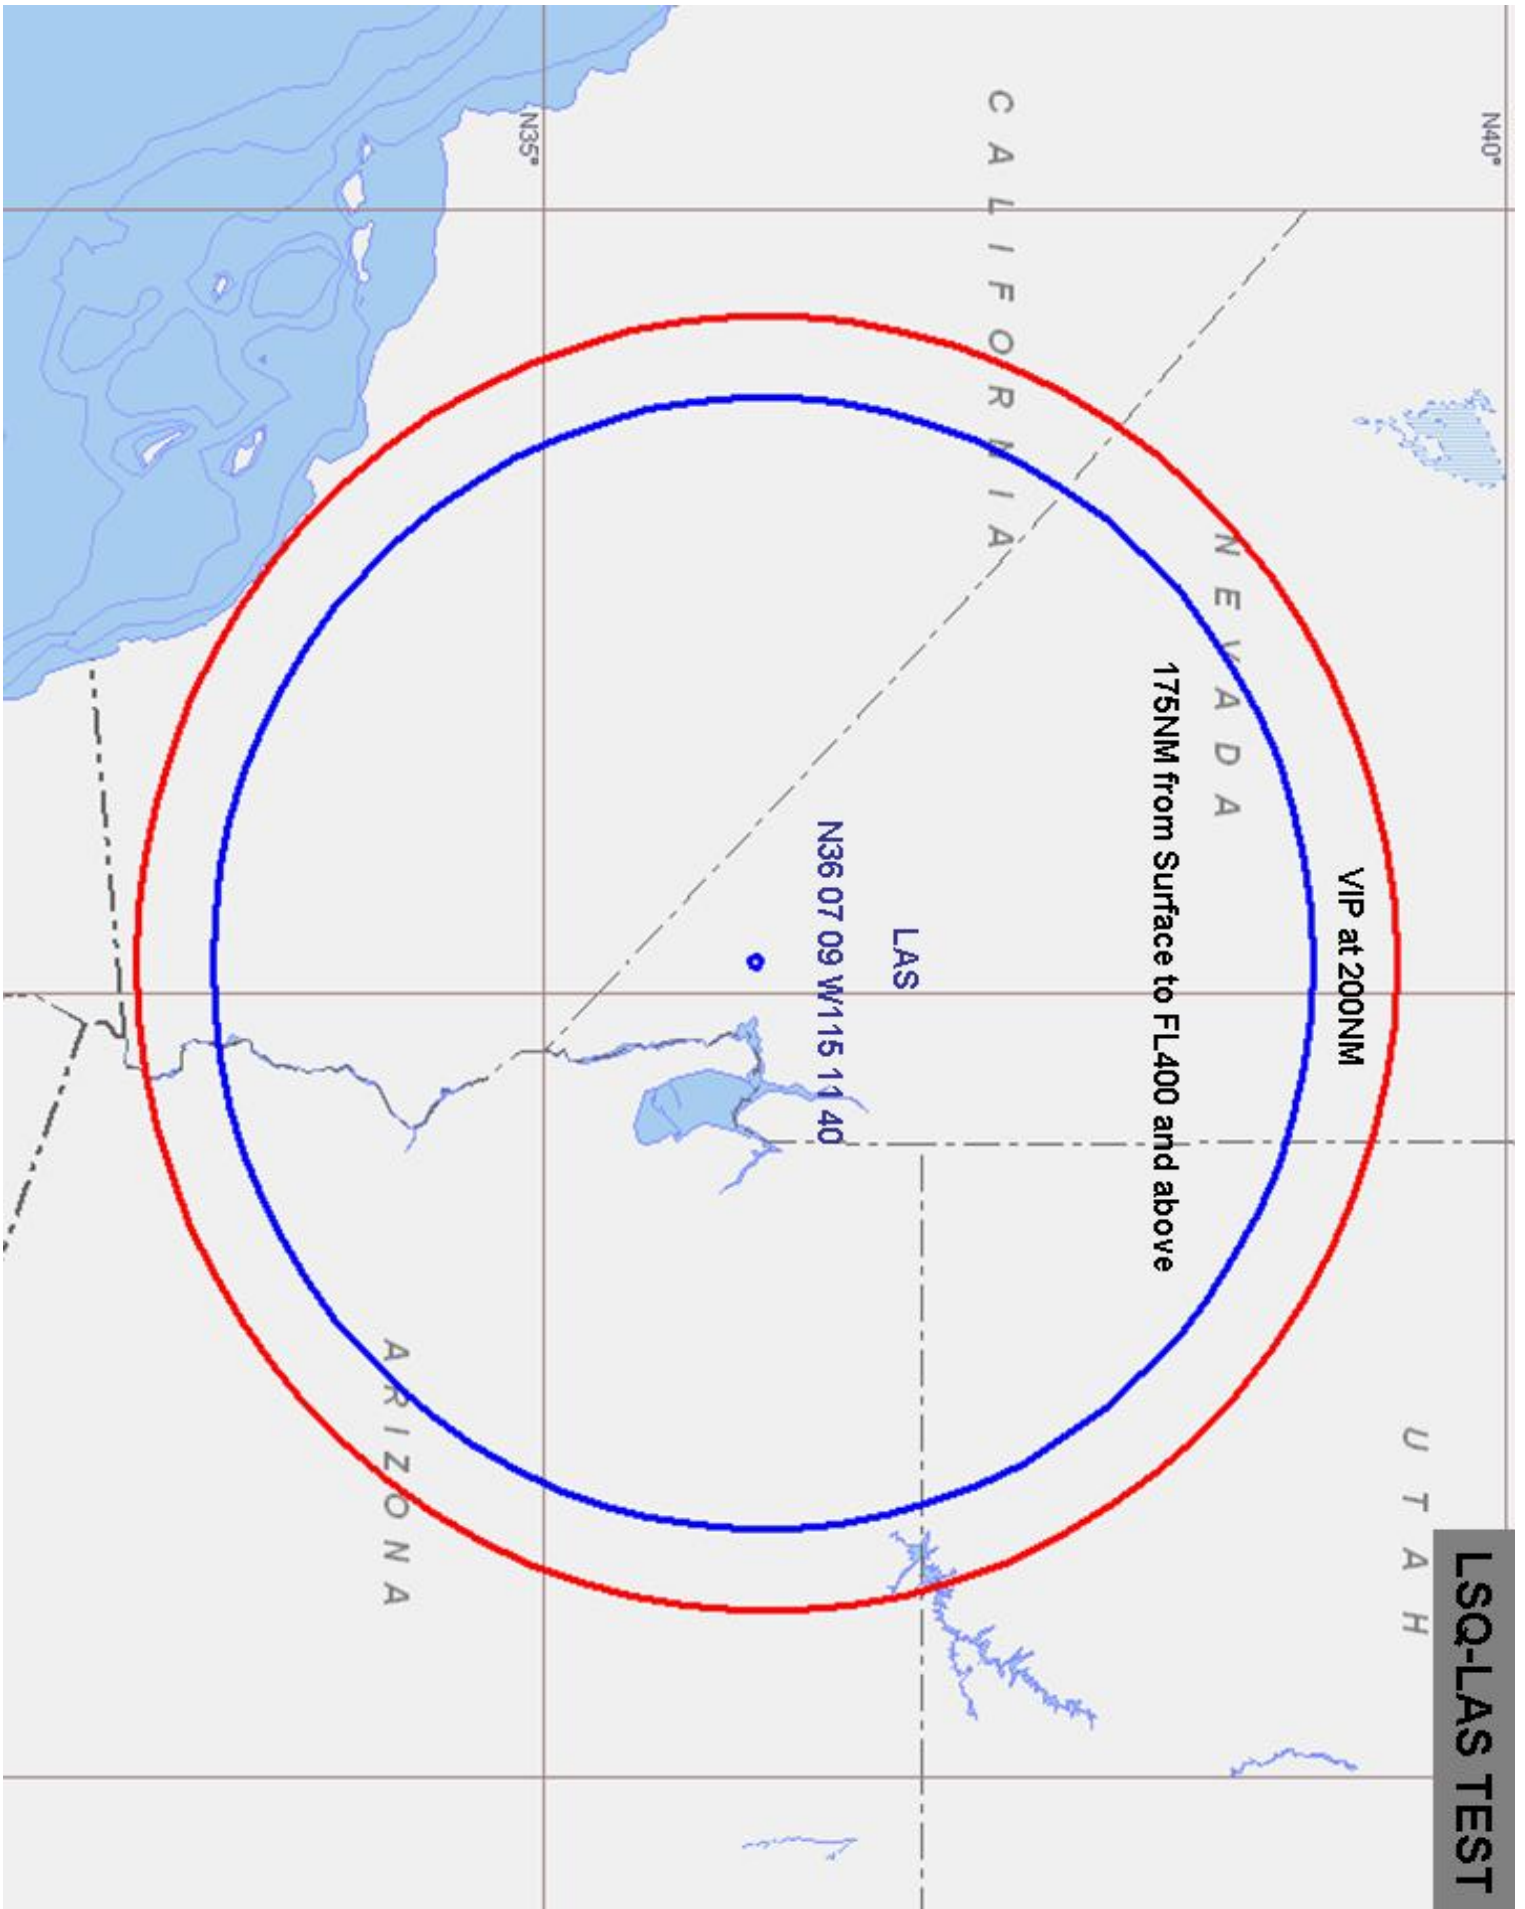 LSQ-LAS TEST
N40°
VIP at 200NM
UTAH
NEVADA
175NM from Surface to FL400 and above
CALIFORNIA
LAS
N36 07 09 W115 11 40
N35°
ARIZONA